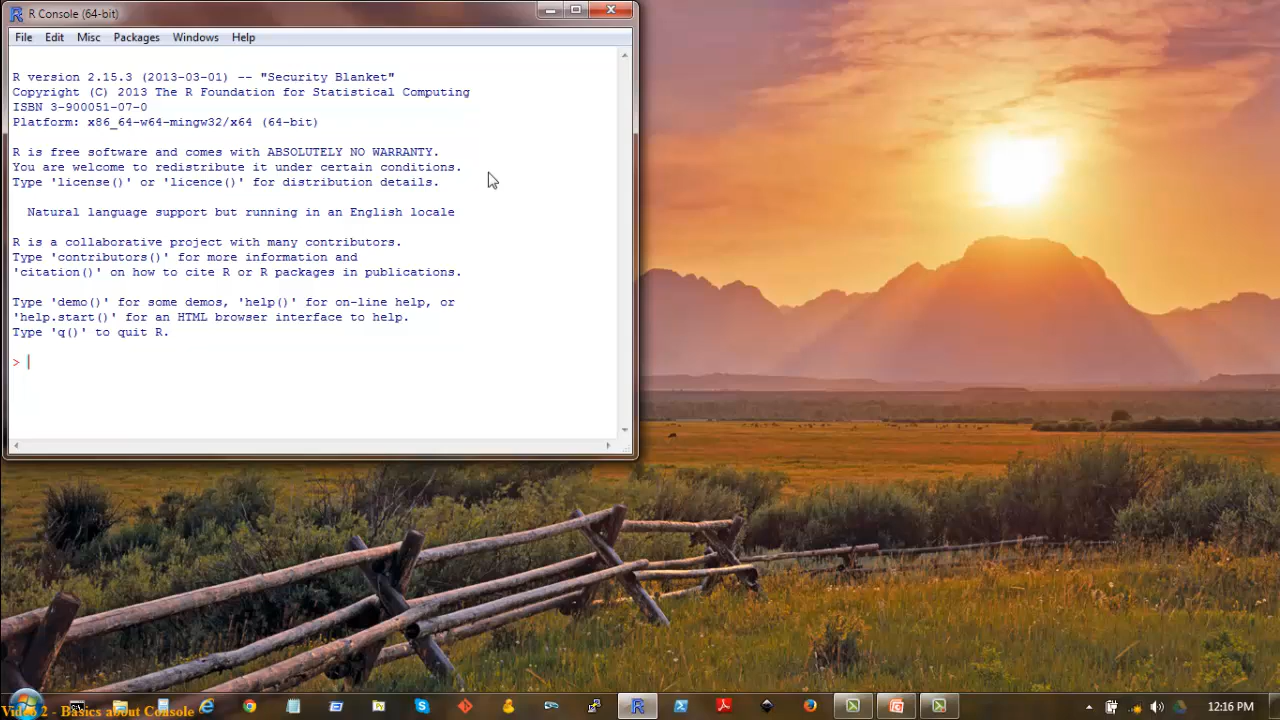 R Console (64-bit)
File Edit Misc Packages Windows Help
R version 2.15.3 (2013-03-01) -- "Security Blanket"
Copyright (C) 2013 The R Foundation for Statistical Computing
ISBN 3-900051-07-0
Platform: x86_64-w64-mingw32/x64 (64-bit)
R is free software and comes with ABSOLUTELY NO WARRANTY.
You are welcome to redistribute it under certain conditions.
Type 'license()' or 'licence()' for distribution details.
Natural language support but running in an English locale
R is a collaborative project with many contributors.
Type 'contributors()' for more information and
'citation()' on how to cite R or R packages in publications.
Type 'demo()' for some demos, 'help()' for on-line help, or
'help.start()' for an HTML browser interface to help.
Type 'q()' to quit R.
>
12:16 PM
Video 2 - Basics about Console